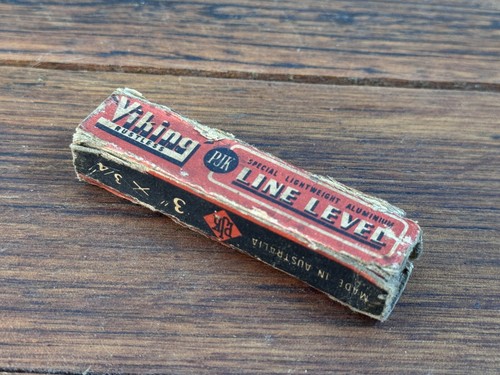 Viking
RUSTLESS
PJK
SPECIAL LIGHTWEIGHT ALUMINIUM
LINE LEVEL
3" X 3/4"
PJK
MADE IN AUSTRALIA